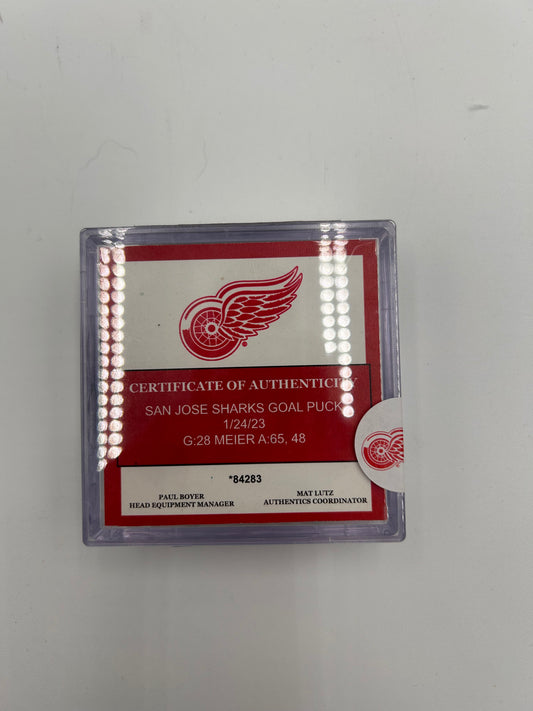 CERTIFICATE OF AUTHENTICITY
SAN JOSE SHARKS GOAL PUCK
1/24/23
G:28 MEIER A:65, 48
*84283
PAUL BOYER
HEAD EQUIPMENT MANAGER
MAT LUTZ
AUTHENTICS COORDINATOR